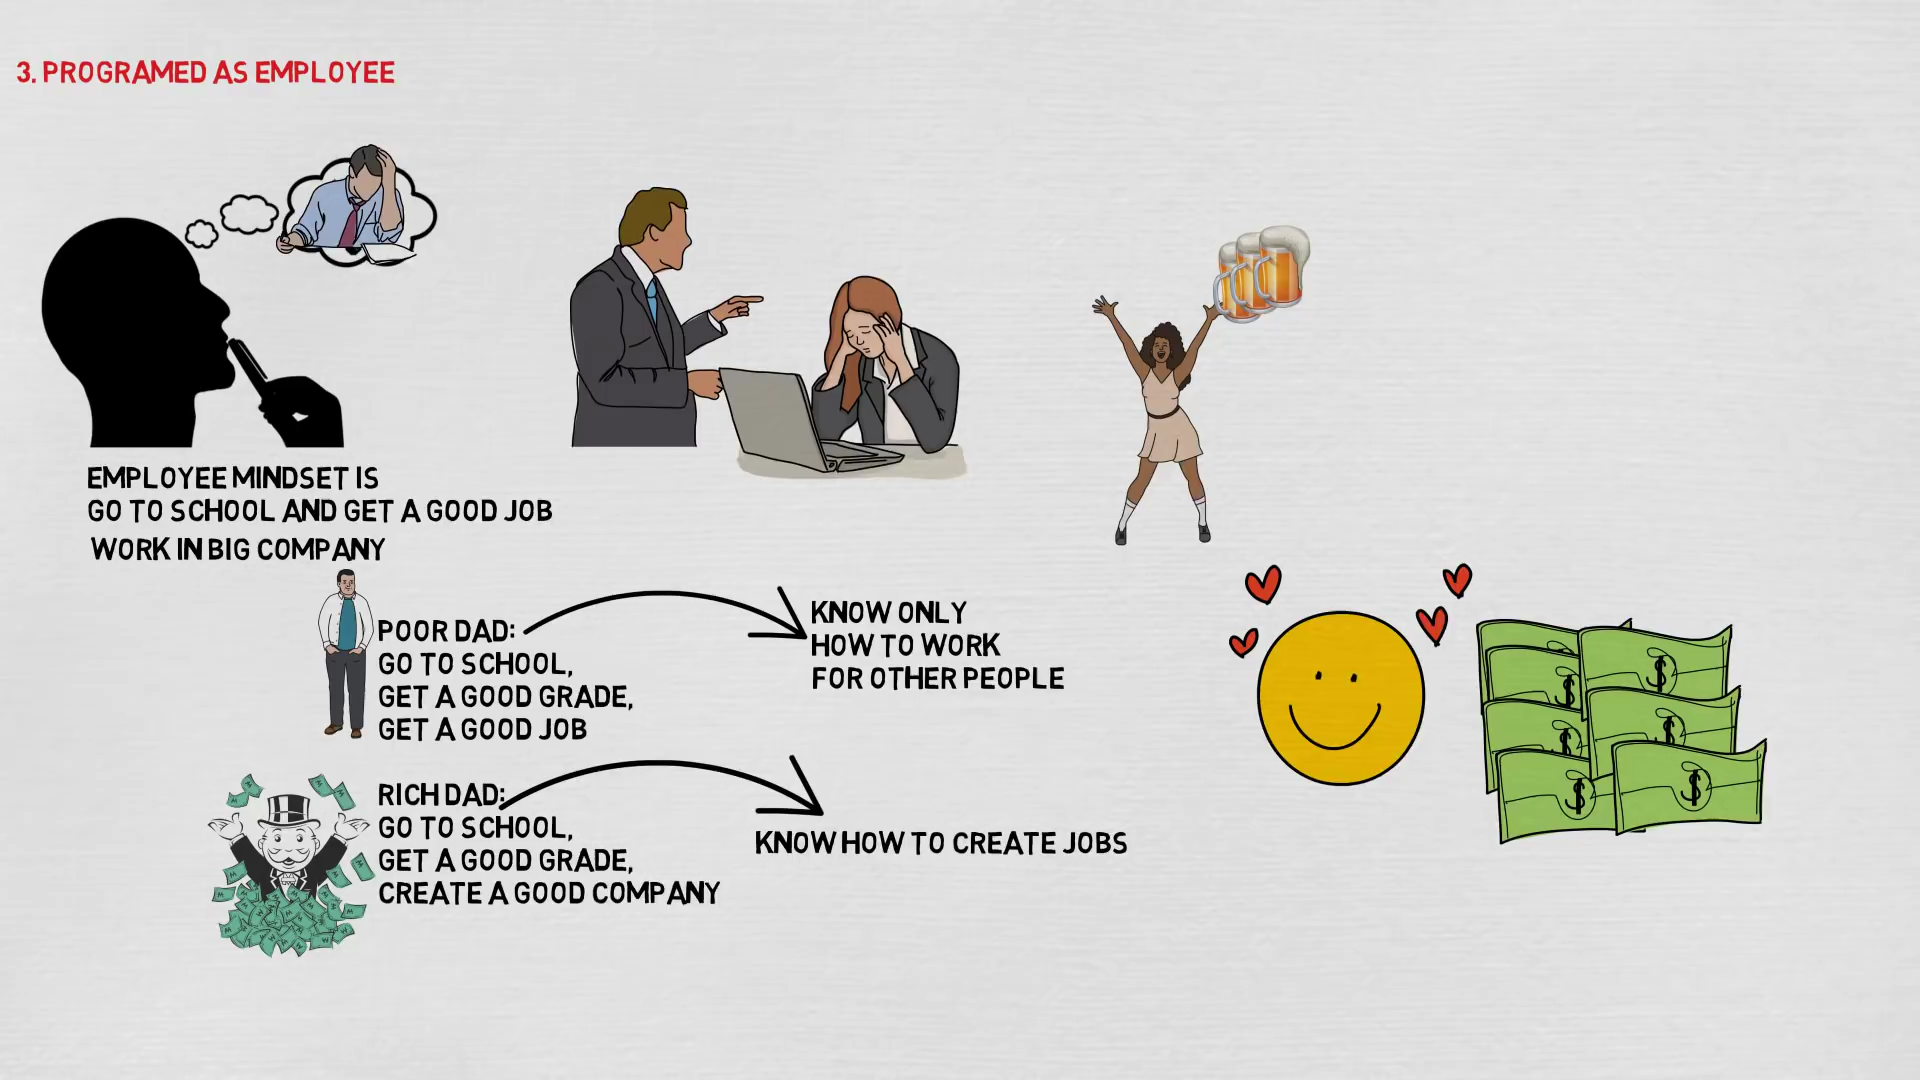 3. PROGRAMED AS EMPLOYEE
EMPLOYEE MINDSET IS
GO TO SCHOOL AND GET A GOOD JOB
WORK IN BIG COMPANY
POOR DAD:
GO TO SCHOOL,
GET A GOOD GRADE,
GET A GOOD JOB
KNOW ONLY
HOW TO WORK
FOR OTHER PEOPLE
RICH DAD:
GO TO SCHOOL,
GET A GOOD GRADE,
CREATE A GOOD COMPANY
KNOW HOW TO CREATE JOBS